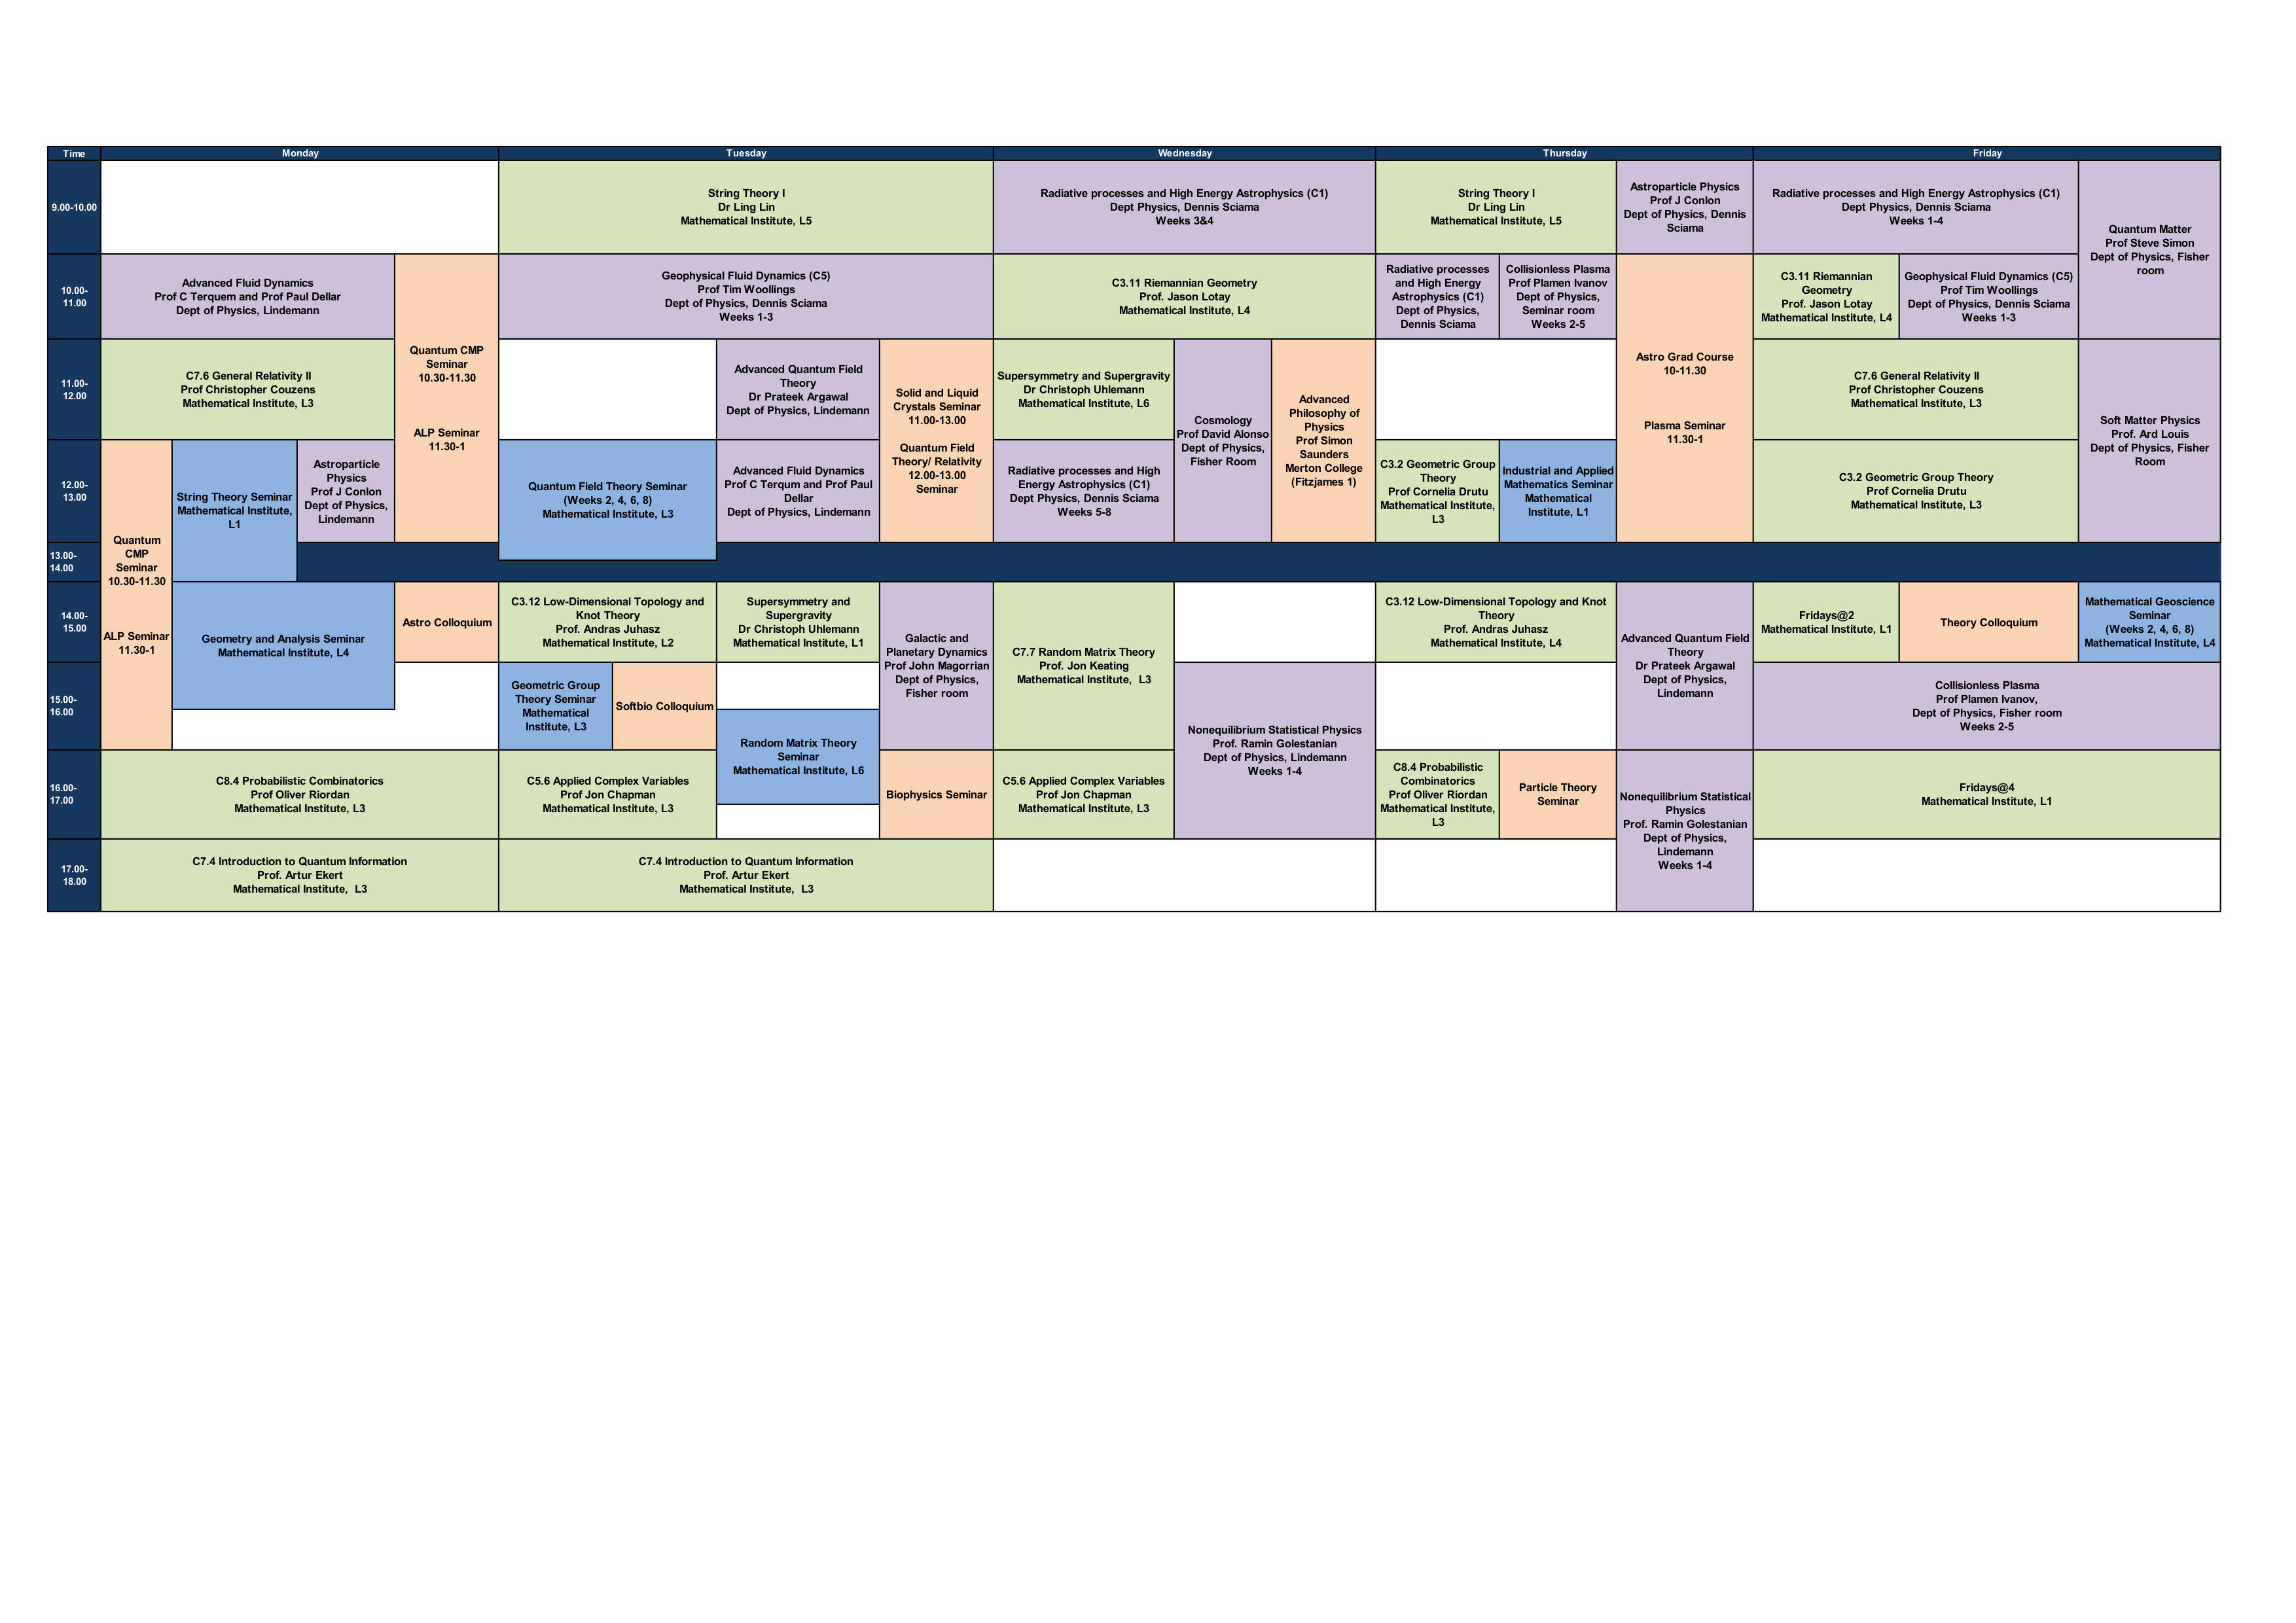 Time
Monday
Tuesday
Wednesday
Thursday
Friday
9.00-10.00
String Theory I
Dr Ling Lin
Mathematical Institute, L5
Radiative processes and High Energy Astrophysics (C1)
Dept Physics, Dennis Sciama
Weeks 3&4
String Theory I
Dr Ling Lin
Mathematical Institute, L5
Astroparticle Physics
Prof J Conlon
Dept of Physics, Dennis
Sciama
Radiative processes and High Energy Astrophysics (C1)
Dept Physics, Dennis Sciama
Weeks 1-4
Quantum Matter
Prof Steve Simon
Dept of Physics, Fisher
room
10.00-
11.00
Advanced Fluid Dynamics
Prof C Terquem and Prof Paul Dellar
Dept of Physics, Lindemann
Quantum CMP
Seminar
10.30-11.30
ALP Seminar
11.30-1
Geophysical Fluid Dynamics (C5)
Prof Tim Woollings
Dept of Physics, Dennis Sciama
Weeks 1-3
C3.11 Riemannian Geometry
Prof. Jason Lotay
Mathematical Institute, L4
Radiative processes
and High Energy
Astrophysics (C1)
Dept of Physics,
Dennis Sciama
Collisionless Plasma
Prof Plamen Ivanov
Dept of Physics,
Seminar room
Weeks 2-5
Astro Grad Course
10-11.30
Plasma Seminar
11.30-1
C3.11 Riemannian
Geometry
Prof. Jason Lotay
Mathematical Institute, L4
Geophysical Fluid Dynamics (C5)
Prof Tim Woollings
Dept of Physics, Dennis Sciama
Weeks 1-3
11.00-
12.00
C7.6 General Relativity II
Prof Christopher Couzens
Mathematical Institute, L3
Advanced Quantum Field
Theory
Dr Prateek Argawal
Dept of Physics, Lindemann
Solid and Liquid
Crystals Seminar
11.00-13.00
Quantum Field
Theory/ Relativity
12.00-13.00
Seminar
Supersymmetry and Supergravity
Dr Christoph Uhlemann
Mathematical Institute, L6
Cosmology
Prof David Alonso
Dept of Physics,
Fisher Room
Advanced
Philosophy of
Physics
Prof Simon
Saunders
Merton College
(Fitzjames 1)
C7.6 General Relativity II
Prof Christopher Couzens
Mathematical Institute, L3
Soft Matter Physics
Prof. Ard Louis
Dept of Physics, Fisher
Room
12.00-
13.00
Quantum
CMP
Seminar
10.30-11.30
ALP Seminar
11.30-1
String Theory Seminar
Mathematical Institute,
L1
Astroparticle
Physics
Prof J Conlon
Dept of Physics,
Lindemann
Quantum Field Theory Seminar
(Weeks 2, 4, 6, 8)
Mathematical Institute, L3
Advanced Fluid Dynamics
Prof C Terqum and Prof Paul
Dellar
Dept of Physics, Lindemann
Radiative processes and High
Energy Astrophysics (C1)
Dept Physics, Dennis Sciama
Weeks 5-8
C3.2 Geometric Group
Theory
Prof Cornelia Drutu
Mathematical Institute,
L3
Industrial and Applied
Mathematics Seminar
Mathematical
Institute, L1
C3.2 Geometric Group Theory
Prof Cornelia Drutu
Mathematical Institute, L3
13.00-
14.00
14.00-
15.00
Geometry and Analysis Seminar
Mathematical Institute, L4
Astro Colloquium
C3.12 Low-Dimensional Topology and
Knot Theory
Prof. Andras Juhasz
Mathematical Institute, L2
Supersymmetry and
Supergravity
Dr Christoph Uhlemann
Mathematical Institute, L1
Galactic and
Planetary Dynamics
Prof John Magorrian
Dept of Physics,
Fisher room
C7.7 Random Matrix Theory
Prof. Jon Keating
Mathematical Institute, L3
C3.12 Low-Dimensional Topology and Knot
Theory
Prof. Andras Juhasz
Mathematical Institute, L4
Advanced Quantum Field
Theory
Dr Prateek Argawal
Dept of Physics,
Lindemann
Fridays@2
Mathematical Institute, L1
Theory Colloquium
Mathematical Geoscience
Seminar
(Weeks 2, 4, 6, 8)
Mathematical Institute, L4
15.00-
16.00
Geometric Group
Theory Seminar
Mathematical
Institute, L3
Softbio Colloquium
Random Matrix Theory
Seminar
Mathematical Institute, L6
Nonequilibrium Statistical Physics
Prof. Ramin Golestanian
Dept of Physics, Lindemann
Weeks 1-4
Collisionless Plasma
Prof Plamen Ivanov,
Dept of Physics, Fisher room
Weeks 2-5
16.00-
17.00
C8.4 Probabilistic Combinatorics
Prof Oliver Riordan
Mathematical Institute, L3
C5.6 Applied Complex Variables
Prof Jon Chapman
Mathematical Institute, L3
Biophysics Seminar
C5.6 Applied Complex Variables
Prof Jon Chapman
Mathematical Institute, L3
C8.4 Probabilistic
Combinatorics
Prof Oliver Riordan
Mathematical Institute,
L3
Particle Theory
Seminar
Nonequilibrium Statistical
Physics
Prof. Ramin Golestanian
Dept of Physics,
Lindemann
Weeks 1-4
Fridays@4
Mathematical Institute, L1
17.00-
18.00
C7.4 Introduction to Quantum Information
Prof. Artur Ekert
Mathematical Institute, L3
C7.4 Introduction to Quantum Information
Prof. Artur Ekert
Mathematical Institute, L3